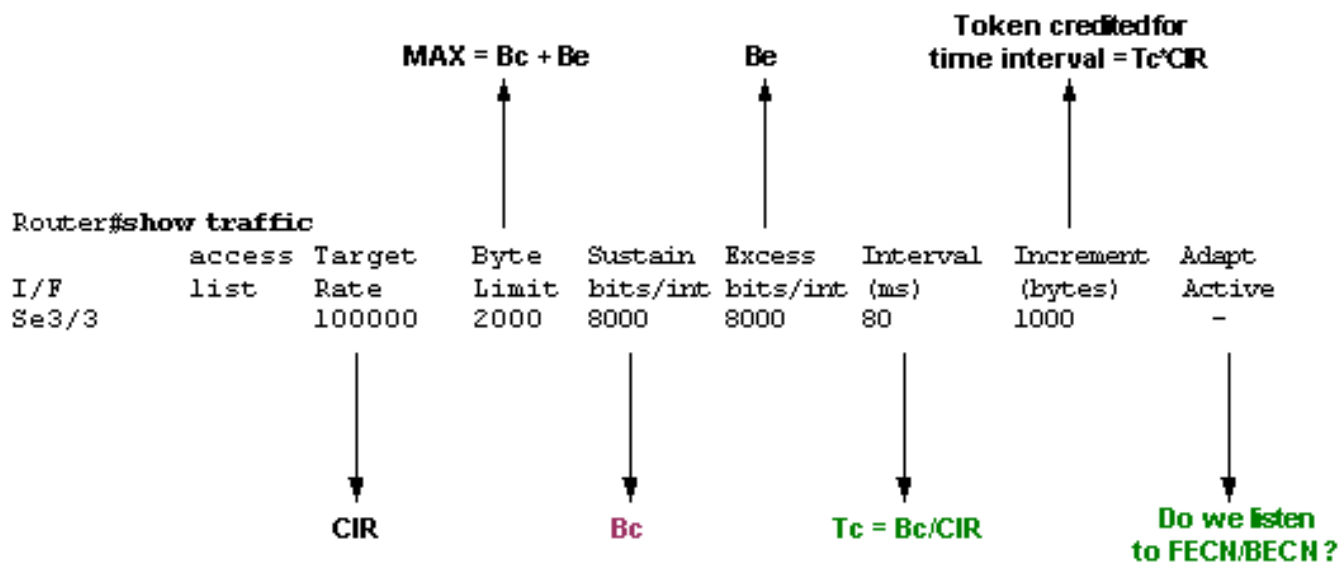 Token credited for
MAX = Bc + Be Be time interval = Tc*CIR
Router#show traffic
access Target Byte Sustain Excess Interval Increment Adapt
I/F list Rate Limit bits/int bits/int (ms) (bytes) Active
Se3/3 100000 2000 8000 8000 80 1000 -
CIR Bc Tc = Bc/CIR Do we listen
to FECN/BECN ?